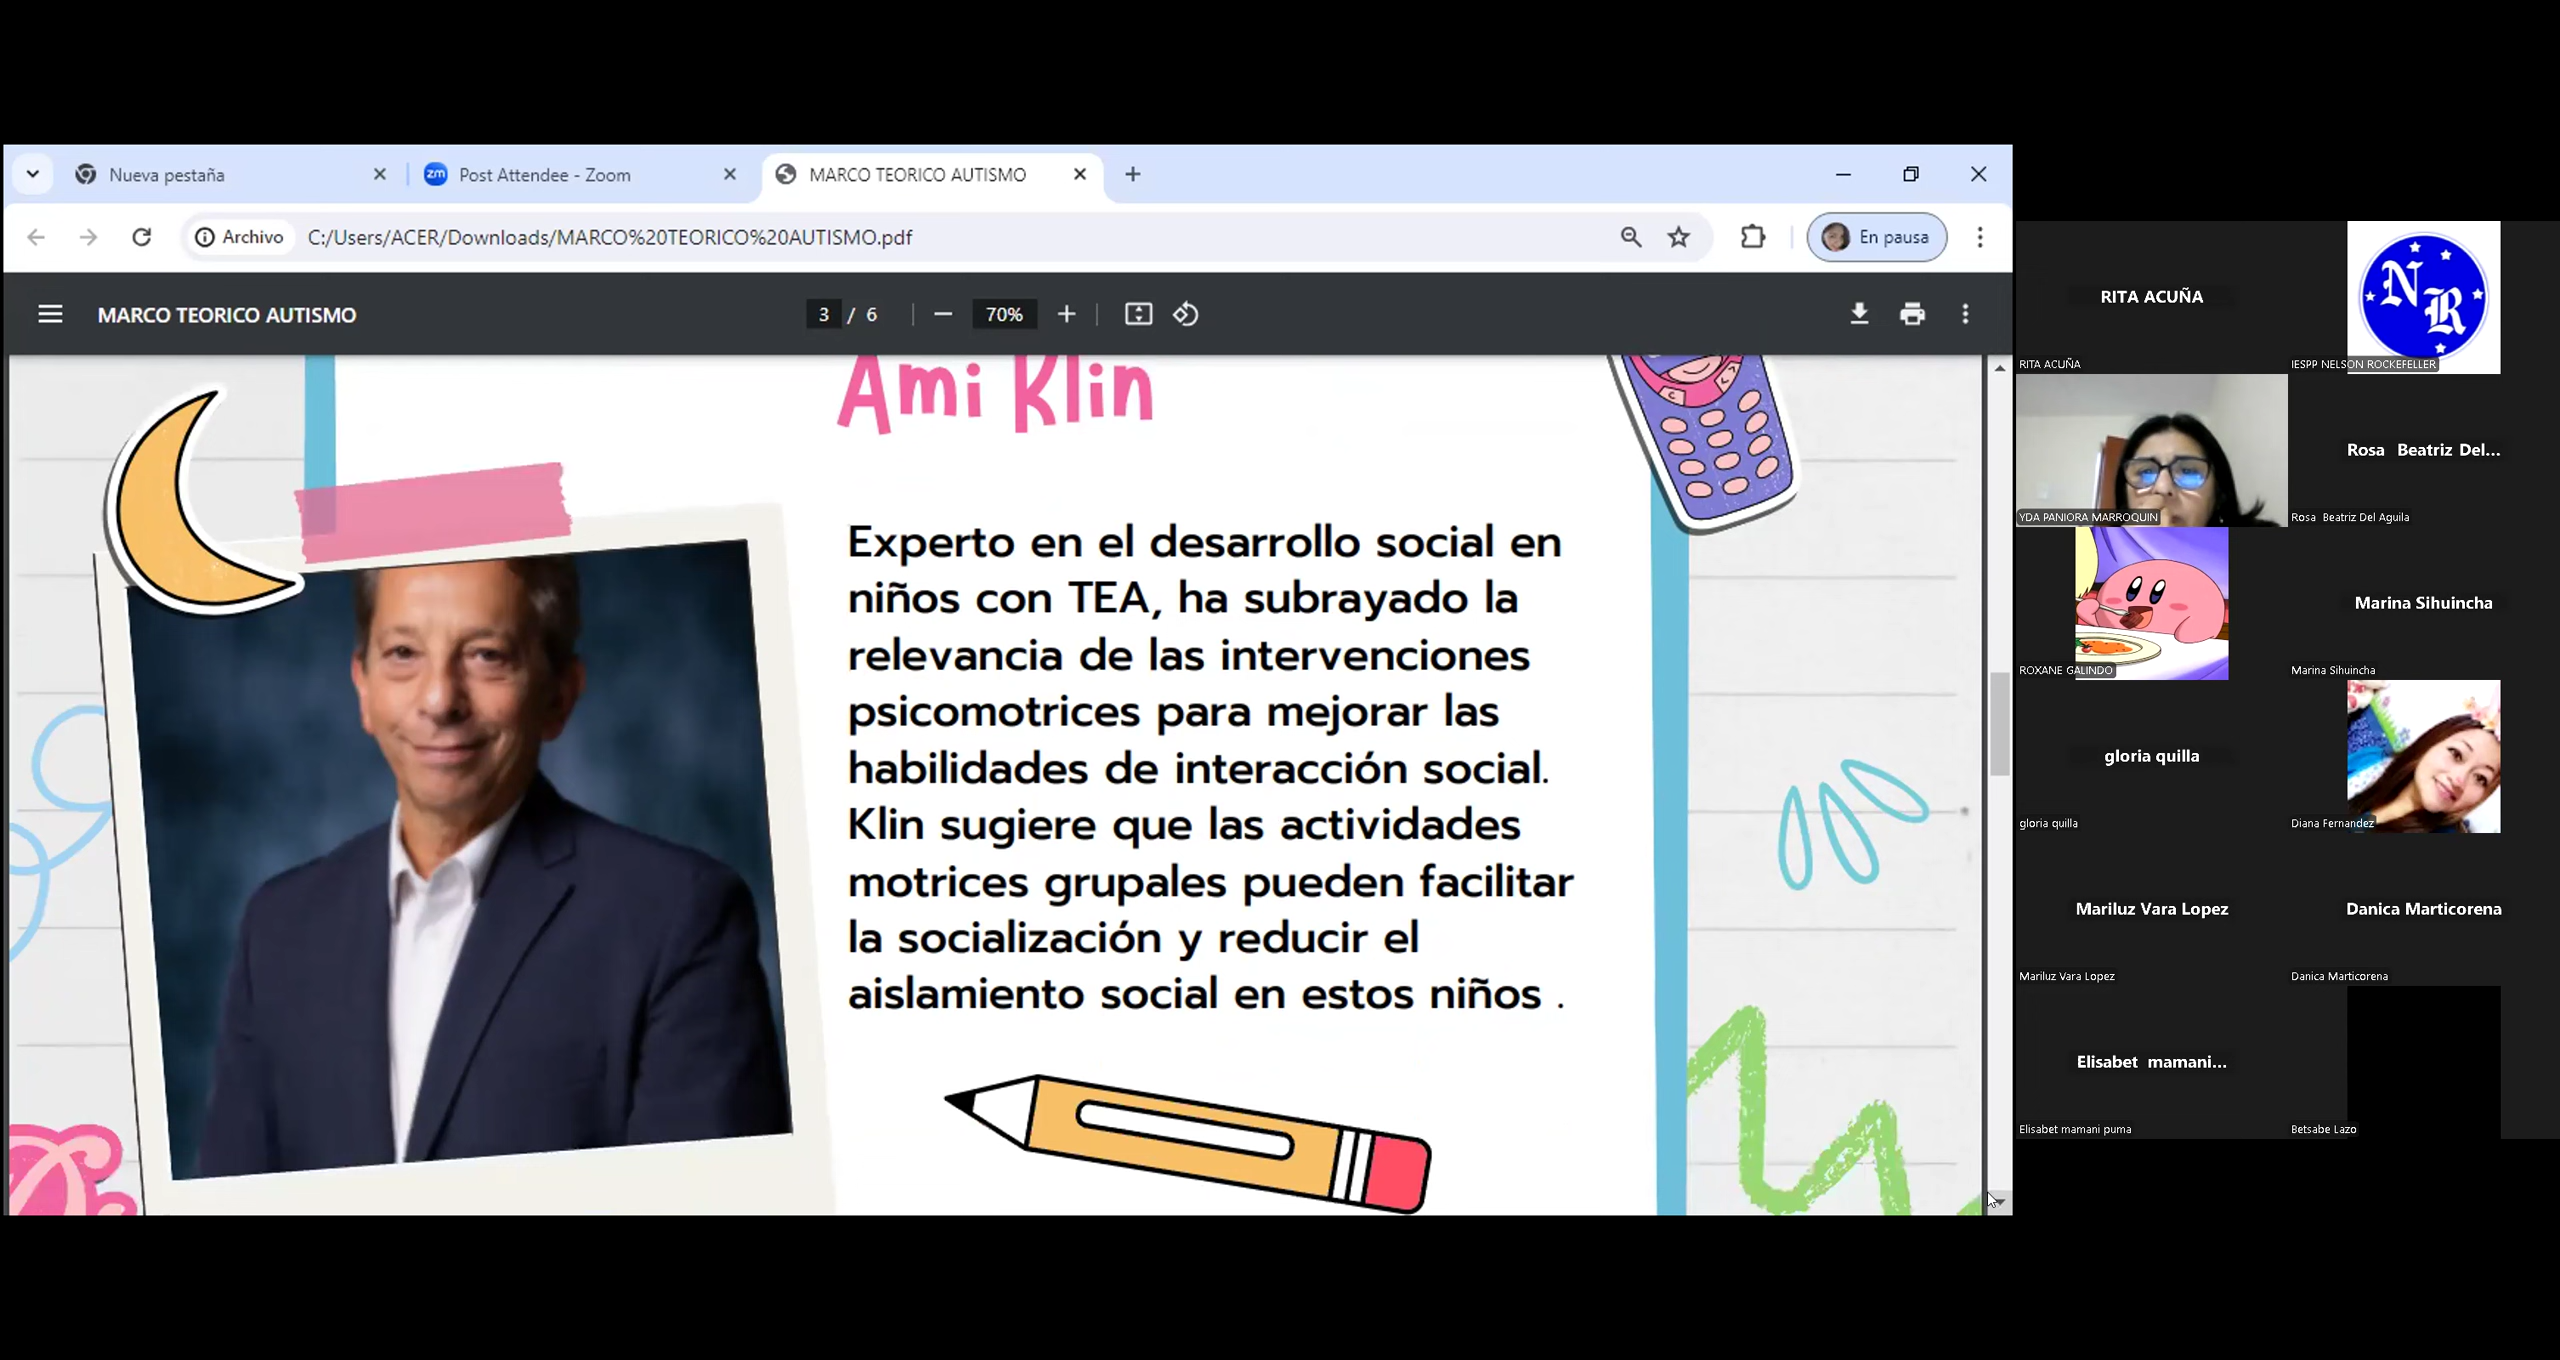 Nueva pestaña
Post Attendee - Zoom
MARCO TEORICO AUTISMO
Archivo
C:/Users/ACER/Downloads/MARCO%20TEORICO%20AUTISMO.pdf
En pausa
MARCO TEORICO AUTISMO
3 / 6
70%
Ami Klin
Experto en el desarrollo social en
niños con TEA, ha subrayado la
relevancia de las intervenciones
psicomotrices para mejorar las
habilidades de interacción social.
Klin sugiere que las actividades
motrices grupales pueden facilitar
la socialización y reducir el
aislamiento social en estos niños .
RITA ACUÑA
RITA ACUÑA
NR
IESPP NELSON ROCKEFELLER
YDA PANIORA MARROQUIN
Rosa Beatriz Del...
Rosa Beatriz Del Aguila
ROXANE GALINDO
Marina Sihuincha
Marina Sihuincha
gloria quilla
gloria quilla
Diana Fernandez
Mariluz Vara Lopez
Mariluz Vara Lopez
Danica Marticorena
Danica Marticorena
Elisabet mamani...
Elisabet mamani puma
Betsabe Lazo